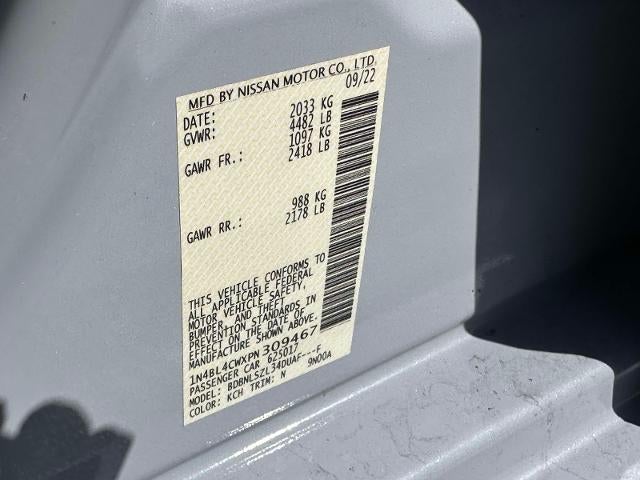 MFD BY NISSAN MOTOR CO., LTD.
DATE: 09/22
GVWR: 2033 KG
4482 LB
GAWR FR.: 1097 KG
2418 LB
GAWR RR.: 988 KG
2178 LB
THIS VEHICLE CONFORMS TO
ALL APPLICABLE FEDERAL
MOTOR VEHICLE SAFETY,
BUMPER, AND THEFT
PREVENTION STANDARDS IN
EFFECT ON THE DATE OF
MANUFACTURE SHOWN ABOVE.
1N4BL4CWXPN309467
PASSENGER CAR 625017
MODEL: BDBNLSZL34DUAF---F
COLOR: KCH TRIM: N 9N00A